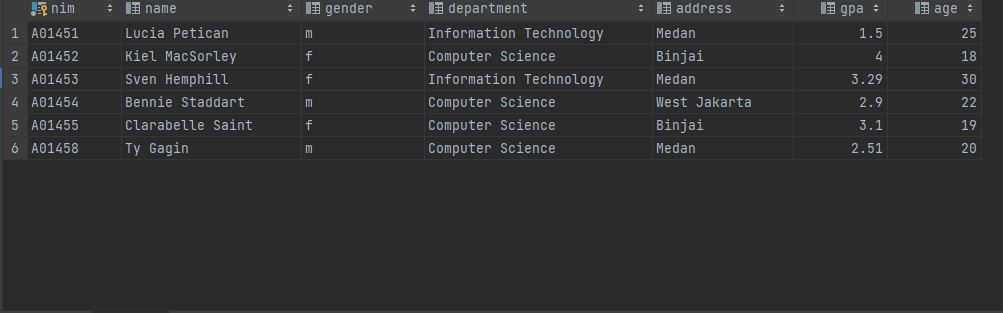 nim name gender department address gpa age
1 A01451 Lucia Petican m Information Technology Medan 1.5 25
2 A01452 Kiel MacSorley f Computer Science Binjai 4 18
3 A01453 Sven Hemphill f Information Technology Medan 3.29 30
4 A01454 Bennie Staddart m Computer Science West Jakarta 2.9 22
5 A01455 Clarabelle Saint f Computer Science Binjai 3.1 19
6 A01458 Ty Gagin m Computer Science Medan 2.51 20